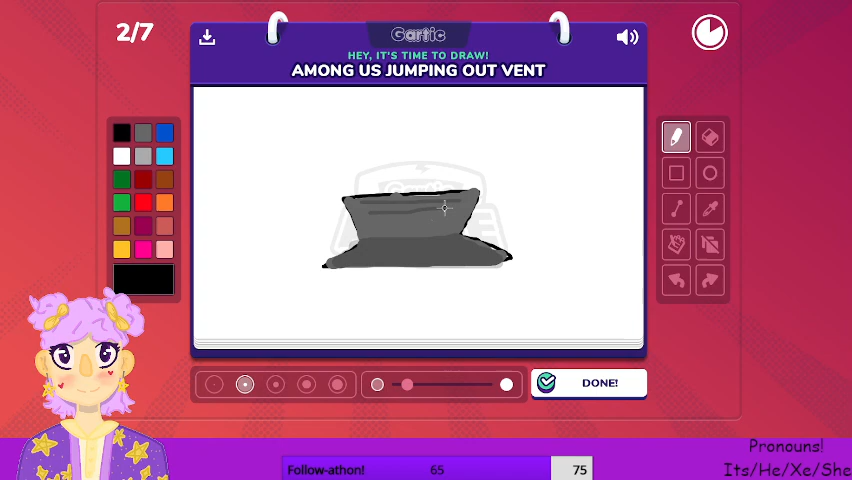 2/7
Gartic
HEY, IT'S TIME TO DRAW!
AMONG US JUMPING OUT VENT
Gartic
DONE!
Pronouns!
Its/He/Xe/She
Follow-athon! 65 75